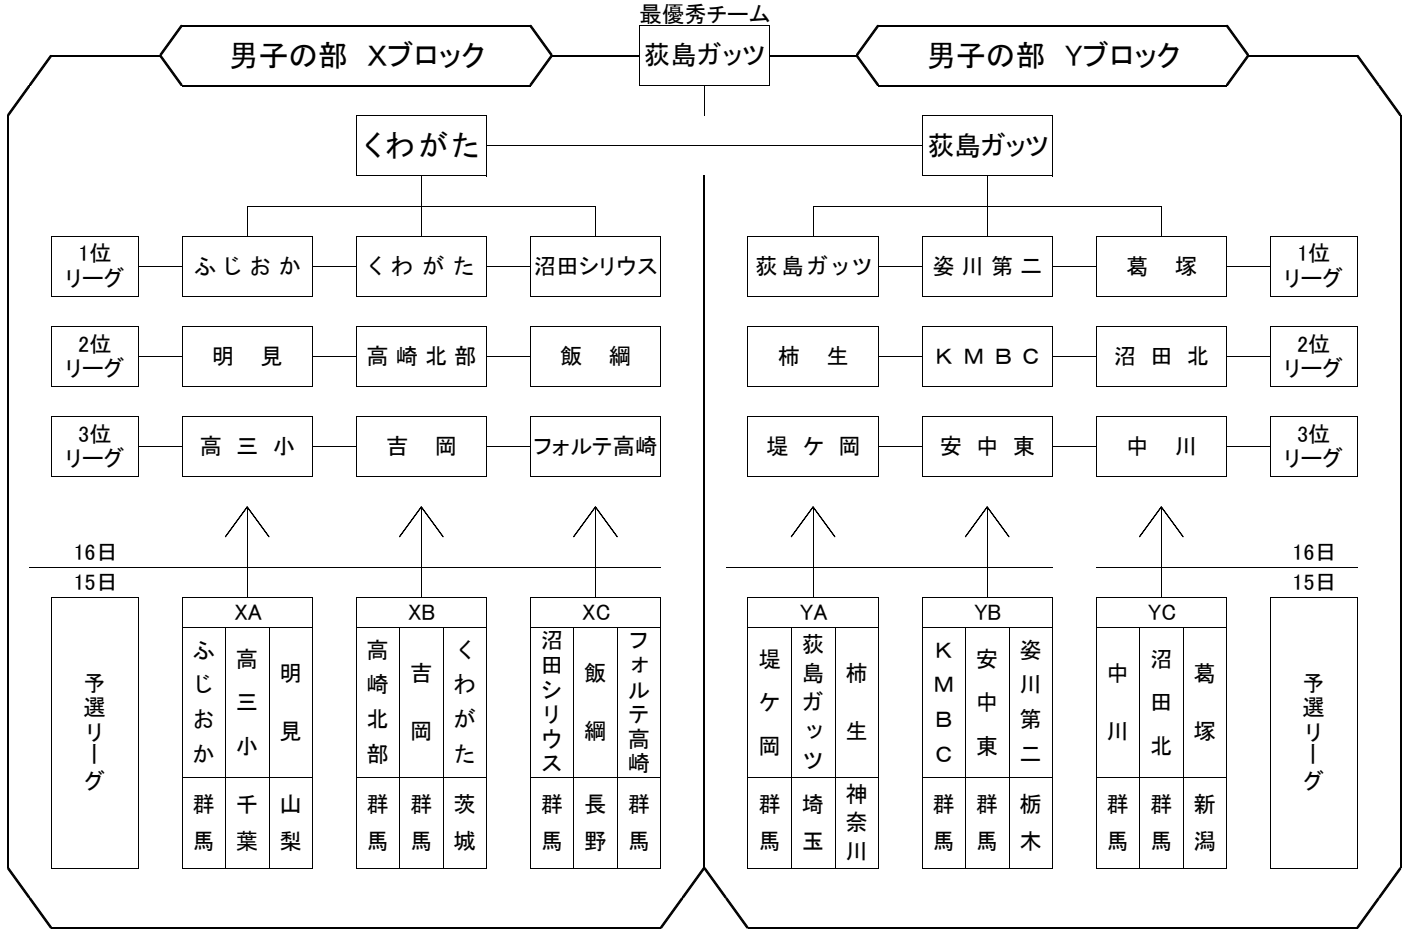 最優秀チーム
男子の部　Xブロック
荻島ガッツ
男子の部　Yブロック
くわがた
荻島ガッツ
1位
リーグ
ふじおか
くわがた
沼田シリウス
荻島ガッツ
姿川第二
葛塚
1位
リーグ
2位
リーグ
明見
高崎北部
飯綱
柿生
KMBC
沼田北
2位
リーグ
3位
リーグ
高三小
吉岡
フォルテ高崎
堤ケ岡
安中東
中川
3位
リーグ
16日
16日
15日
15日
予選リーグ
XA
ふじおか
群馬
高三小
千葉
明見
山梨
XB
高崎北部
群馬
吉岡
群馬
くわがた
茨城
XC
沼田シリウス
群馬
飯綱
長野
フォルテ高崎
群馬
YA
堤ケ岡
群馬
荻島ガッツ
埼玉
柿生
神奈川
YB
KMBC
群馬
安中東
群馬
姿川第二
栃木
YC
中川
群馬
沼田北
群馬
葛塚
新潟
予選リーグ